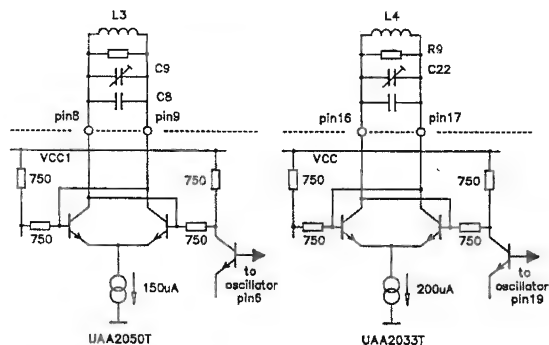 L3
L4
R9
C9
C22
C8
pin8
pin9
pin16
pin17
VCC1
VCC
750
750
750
750
750
750
750
750
to
oscillator
pin6
to
oscillator
pin19
150uA
200uA
UAA2050T
UAA2033T